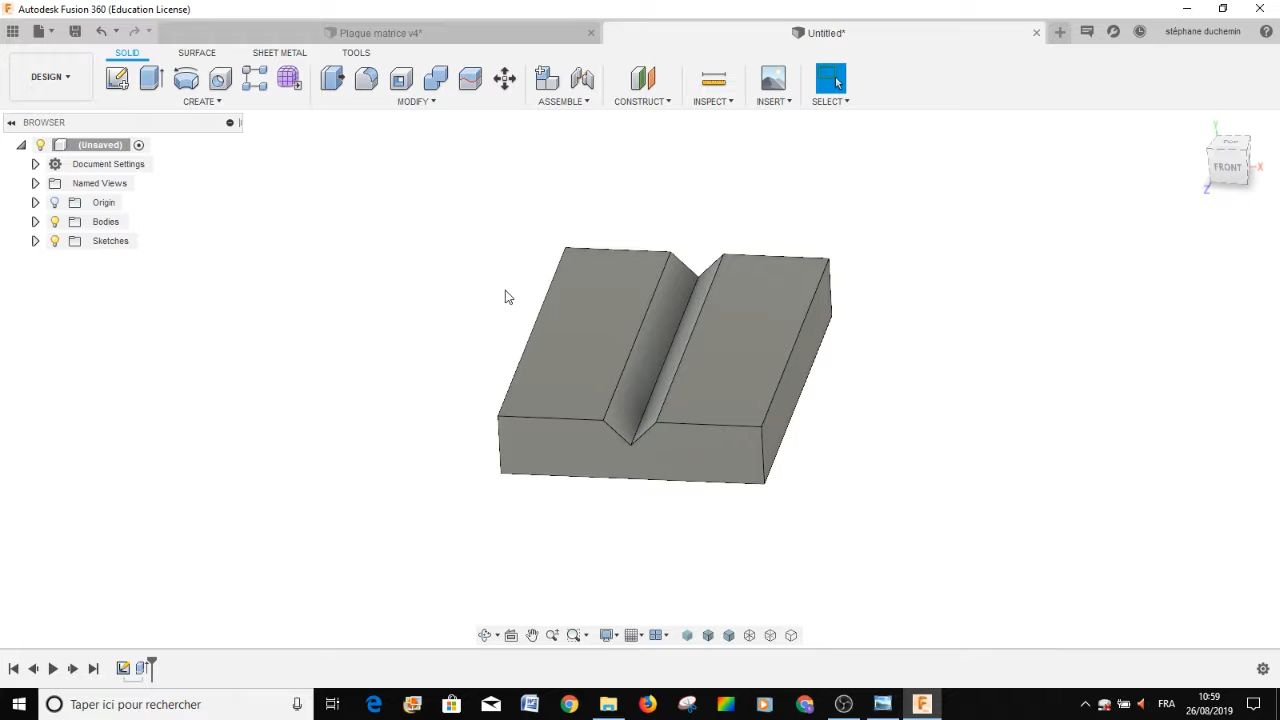 Autodesk Fusion 360 (Education License)
Plaque matrice v4*
Untitled*
stéphane duchemin
SOLID
SURFACE
SHEET METAL
TOOLS
DESIGN
CREATE
MODIFY
ASSEMBLE
CONSTRUCT
INSPECT
INSERT
SELECT
BROWSER
(Unsaved)
Document Settings
Named Views
Origin
Bodies
Sketches
Y
FRONT
X
Z
Taper ici pour rechercher
FRA
10:59
26/08/2019